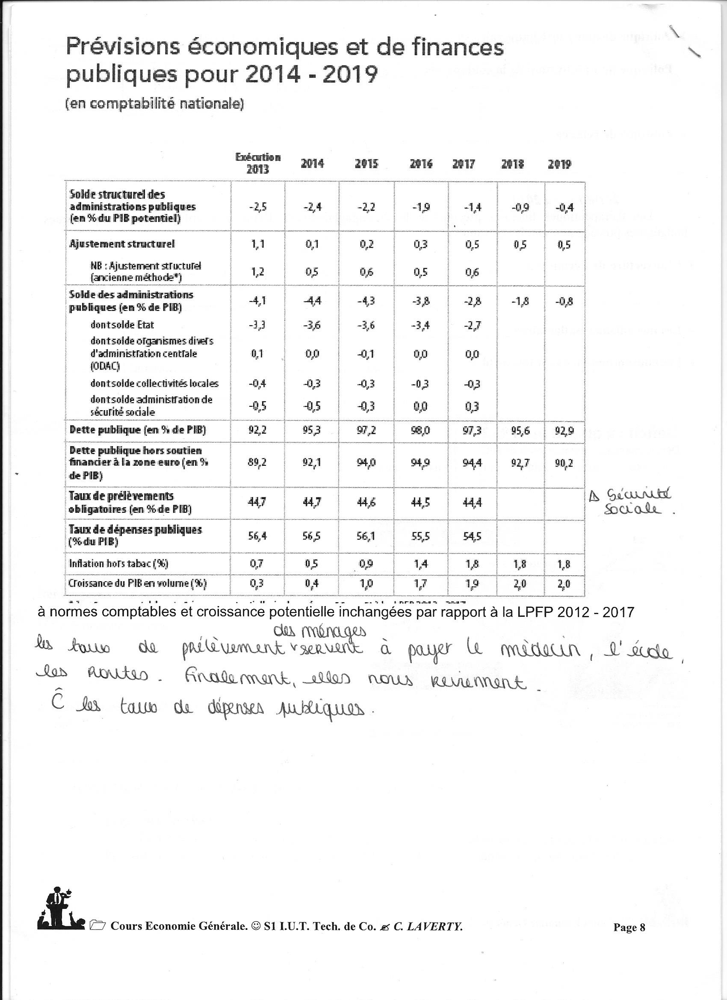 Prévisions économiques et de finances
publiques pour 2014 - 2019
(en comptabilité nationale)
Exécution 2013 2014 2015 2016 2017 2018 2019
Solde structurel des administrations publiques (en % du PIB potentiel) -2,5 -2,4 -2,2 -1,9 -1,4 -0,9 -0,4
Ajustement structurel 1,1 0,1 0,2 0,3 0,5 0,5 0,5
NB : Ajustement structurel (ancienne méthode*) 1,2 0,5 0,6 0,5 0,6
Solde des administrations publiques (en % de PIB) -4,1 -4,4 -4,3 -3,8 -2,8 -1,8 -0,8
dont solde Etat -3,3 -3,6 -3,6 -3,4 -2,7
dont solde organismes divers d'administration centrale (ODAC) 0,1 0,0 -0,1 0,0 0,0
dont solde collectivités locales -0,4 -0,3 -0,3 -0,3 -0,3
dont solde administration de sécurité sociale -0,5 -0,5 -0,3 0,0 0,3
Dette publique (en % de PIB) 92,2 95,3 97,2 98,0 97,3 95,6 92,9
Dette publique hors soutien financier à la zone euro (en % de PIB) 89,2 92,1 94,0 94,9 94,4 92,7 90,2
Taux de prélèvements obligatoires (en % de PIB) 44,7 44,7 44,6 44,5 44,4
Δ Sécurité
sociale.
Taux de dépenses publiques (% du PIB) 56,4 56,5 56,1 55,5 54,5
Inflation hors tabac (%) 0,7 0,5 0,9 1,4 1,8 1,8 1,8
Croissance du PIB en volume (%) 0,3 0,4 1,0 1,7 1,9 2,0 2,0
à normes comptables et croissance potentielle inchangées par rapport à la LPFP 2012 - 2017
des ménages
les taux de prélèvement servent à payer le médecin, l'école,
les routes. Finalement, elles nous reviennent.
Ĉ les taux de dépenses publiques.
Cours Economie Générale. ☺ S1 I.U.T. Tech. de Co. C. LAVERTY. Page 8